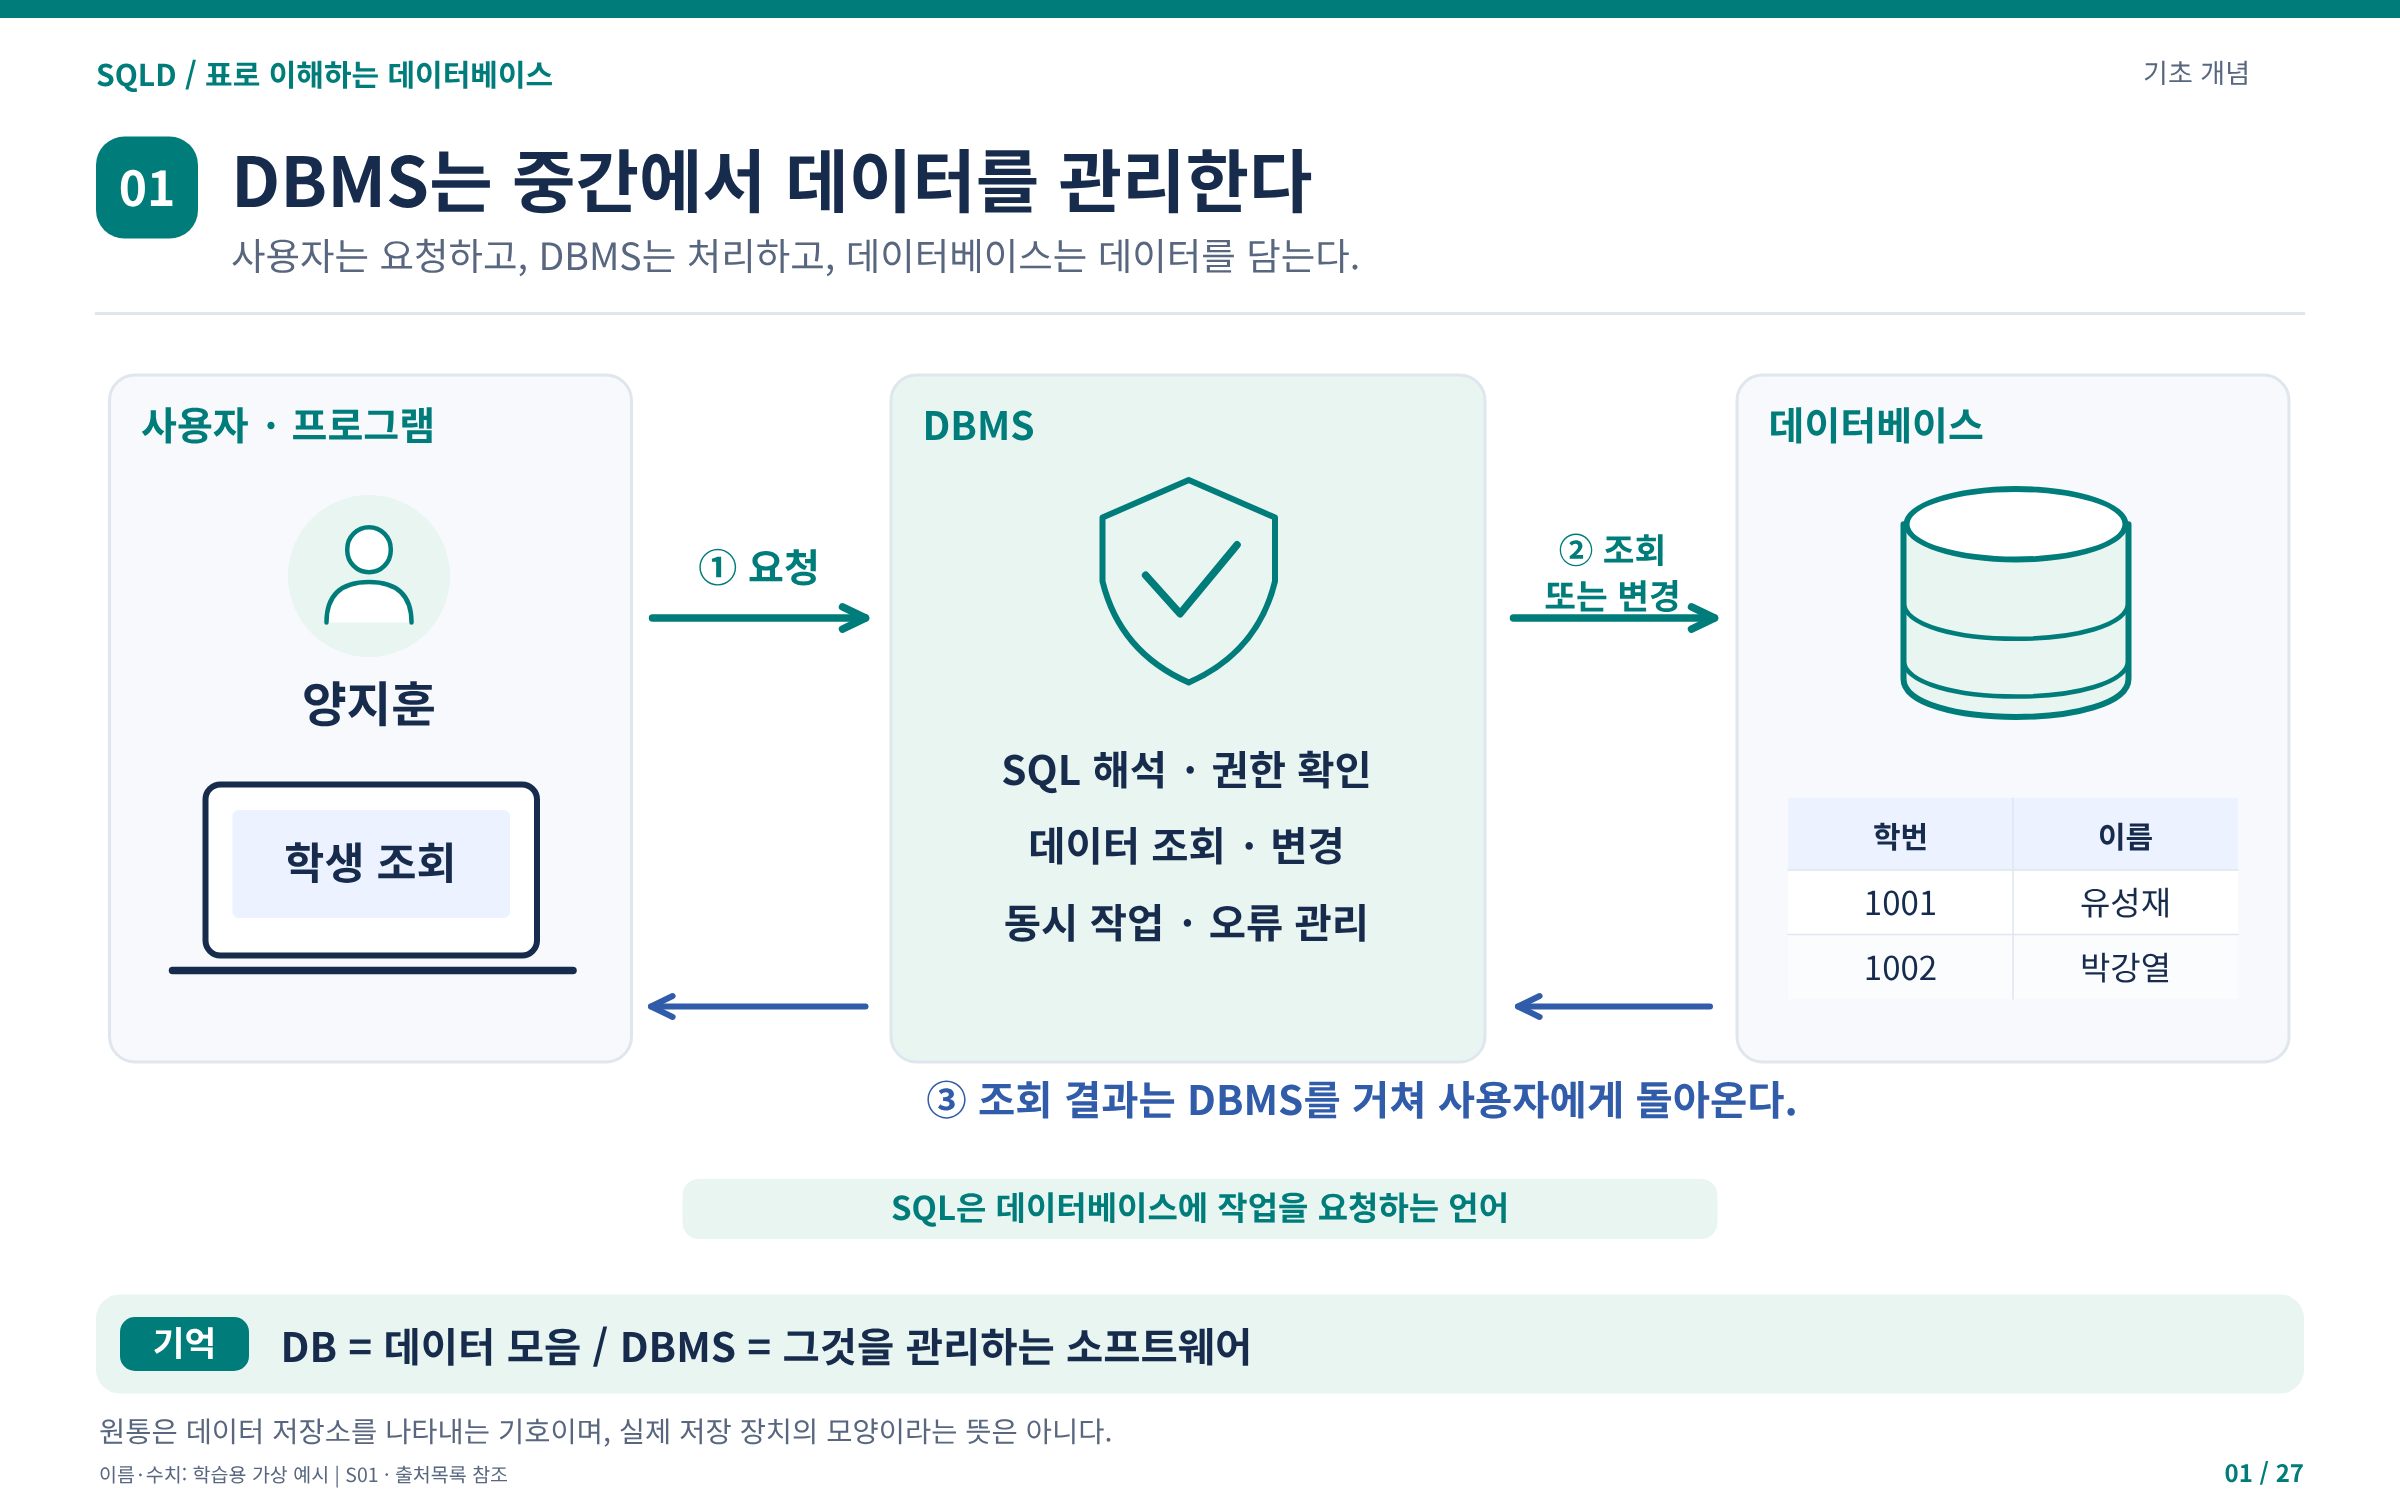 SQLD / 표로 이해하는 데이터베이스
기초 개념
01
DBMS는 중간에서 데이터를 관리한다
사용자는 요청하고, DBMS는 처리하고, 데이터베이스는 데이터를 담는다.
사용자 · 프로그램
양지훈
학생 조회
① 요청
DBMS
SQL 해석 · 권한 확인
데이터 조회 · 변경
동시 작업 · 오류 관리
② 조회
또는 변경
데이터베이스
학번 이름
1001 유성재
1002 박강열
③ 조회 결과는 DBMS를 거쳐 사용자에게 돌아온다.
SQL은 데이터베이스에 작업을 요청하는 언어
기억 DB = 데이터 모음 / DBMS = 그것을 관리하는 소프트웨어
원통은 데이터 저장소를 나타내는 기호이며, 실제 저장 장치의 모양이라는 뜻은 아니다.
이름·수치: 학습용 가상 예시 | S01 · 출처목록 참조
01 / 27